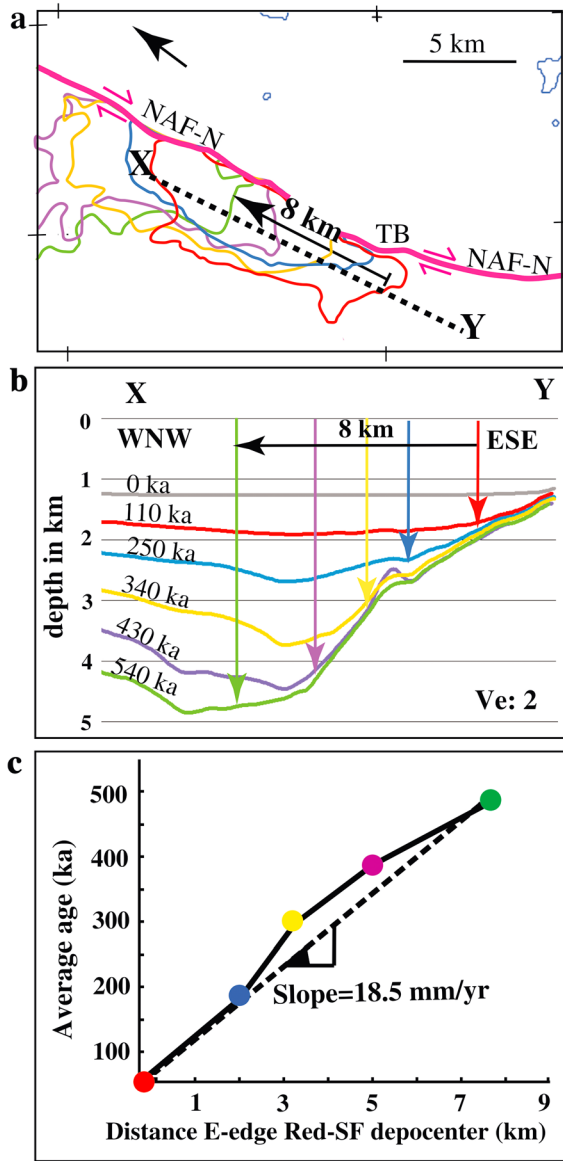 a
5 km
NAF-N
X
8 km
TB
NAF-N
Y
b
X
Y
0
WNW
8 km
ESE
1
0 ka
110 ka
2
250 ka
3
340 ka
430 ka
4
540 ka
5
Ve: 2
depth in km
c
500
400
300
200
100
Average age (ka)
Slope=18.5 mm/yr
1 3 5 7 9
Distance E-edge Red-SF depocenter (km)